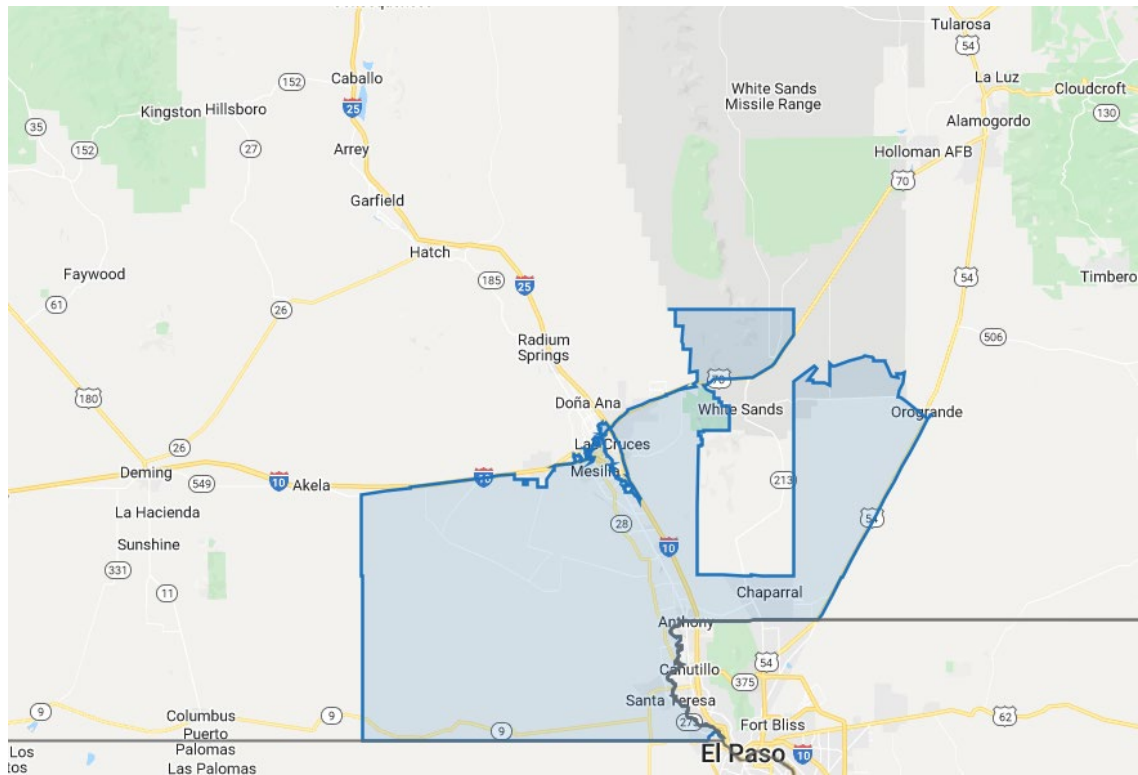 Tularosa
54
La Luz
Cloudcroft
130
Alamogordo
Holloman AFB
70
White Sands
Missile Range
152
Caballo
25
Kingston
Hillsboro
35
152
27
Arrey
Garfield
Hatch
185
25
Faywood
61
26
54
Timbero
506
Radium
Springs
180
70
Doña Ana
White Sands
Orogrande
Las Cruces
Mesilla
26
Deming
549
10
Akela
10
213
La Hacienda
28
54
Sunshine
10
331
11
Chaparral
Anthony
Canutillo
54
375
Santa Teresa
273
9
Columbus
Puerto
Palomas
Las Palomas
9
9
Fort Bliss
62
Los
tos
El Paso
10